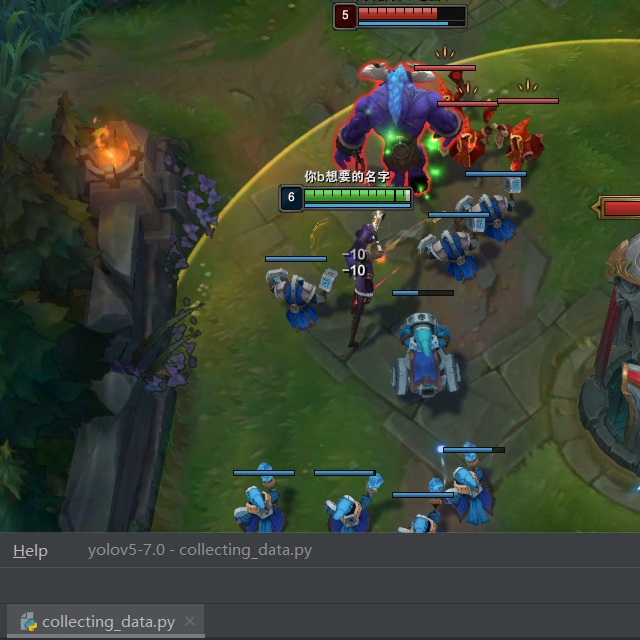 5
你b想要的名字
6
-10
-10
Help yolov5-7.0 - collecting_data.py
collecting_data.py